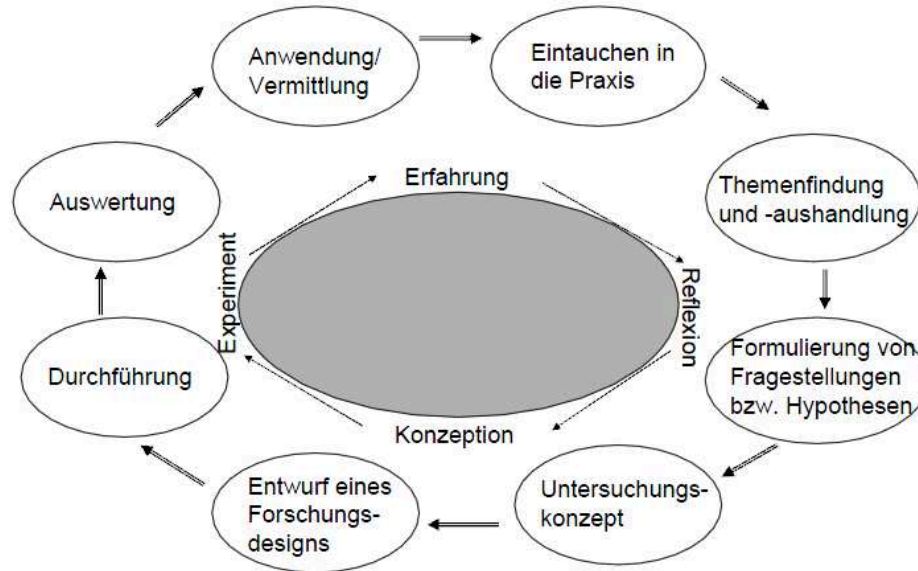 Anwendung/
Vermittlung
Eintauchen in
die Praxis
Themenfindung
und -aushandlung
Formulierung von
Fragestellungen
bzw. Hypothesen
Untersuchungs-
konzept
Entwurf eines
Forschungs-
designs
Durchführung
Auswertung
Erfahrung
Reflexion
Konzeption
Experiment